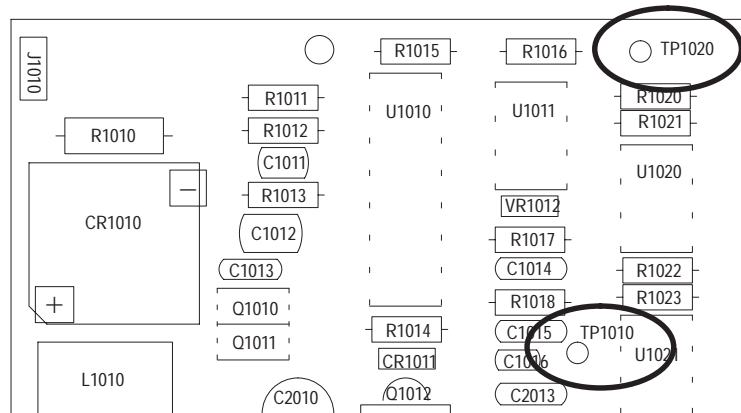 J1010
R1015
R1016
TP1020
R1011
U1010
U1011
R1020
R1010
R1012
R1021
C1011
U1020
R1013
VR1012
CR1010
C1012
R1017
C1013
C1014
R1022
+
−
Q1010
R1018
R1023
Q1011
R1014
C1015
TP1010
CR1011
C1016
U1021
L1010
C2010
Q1012
C2013